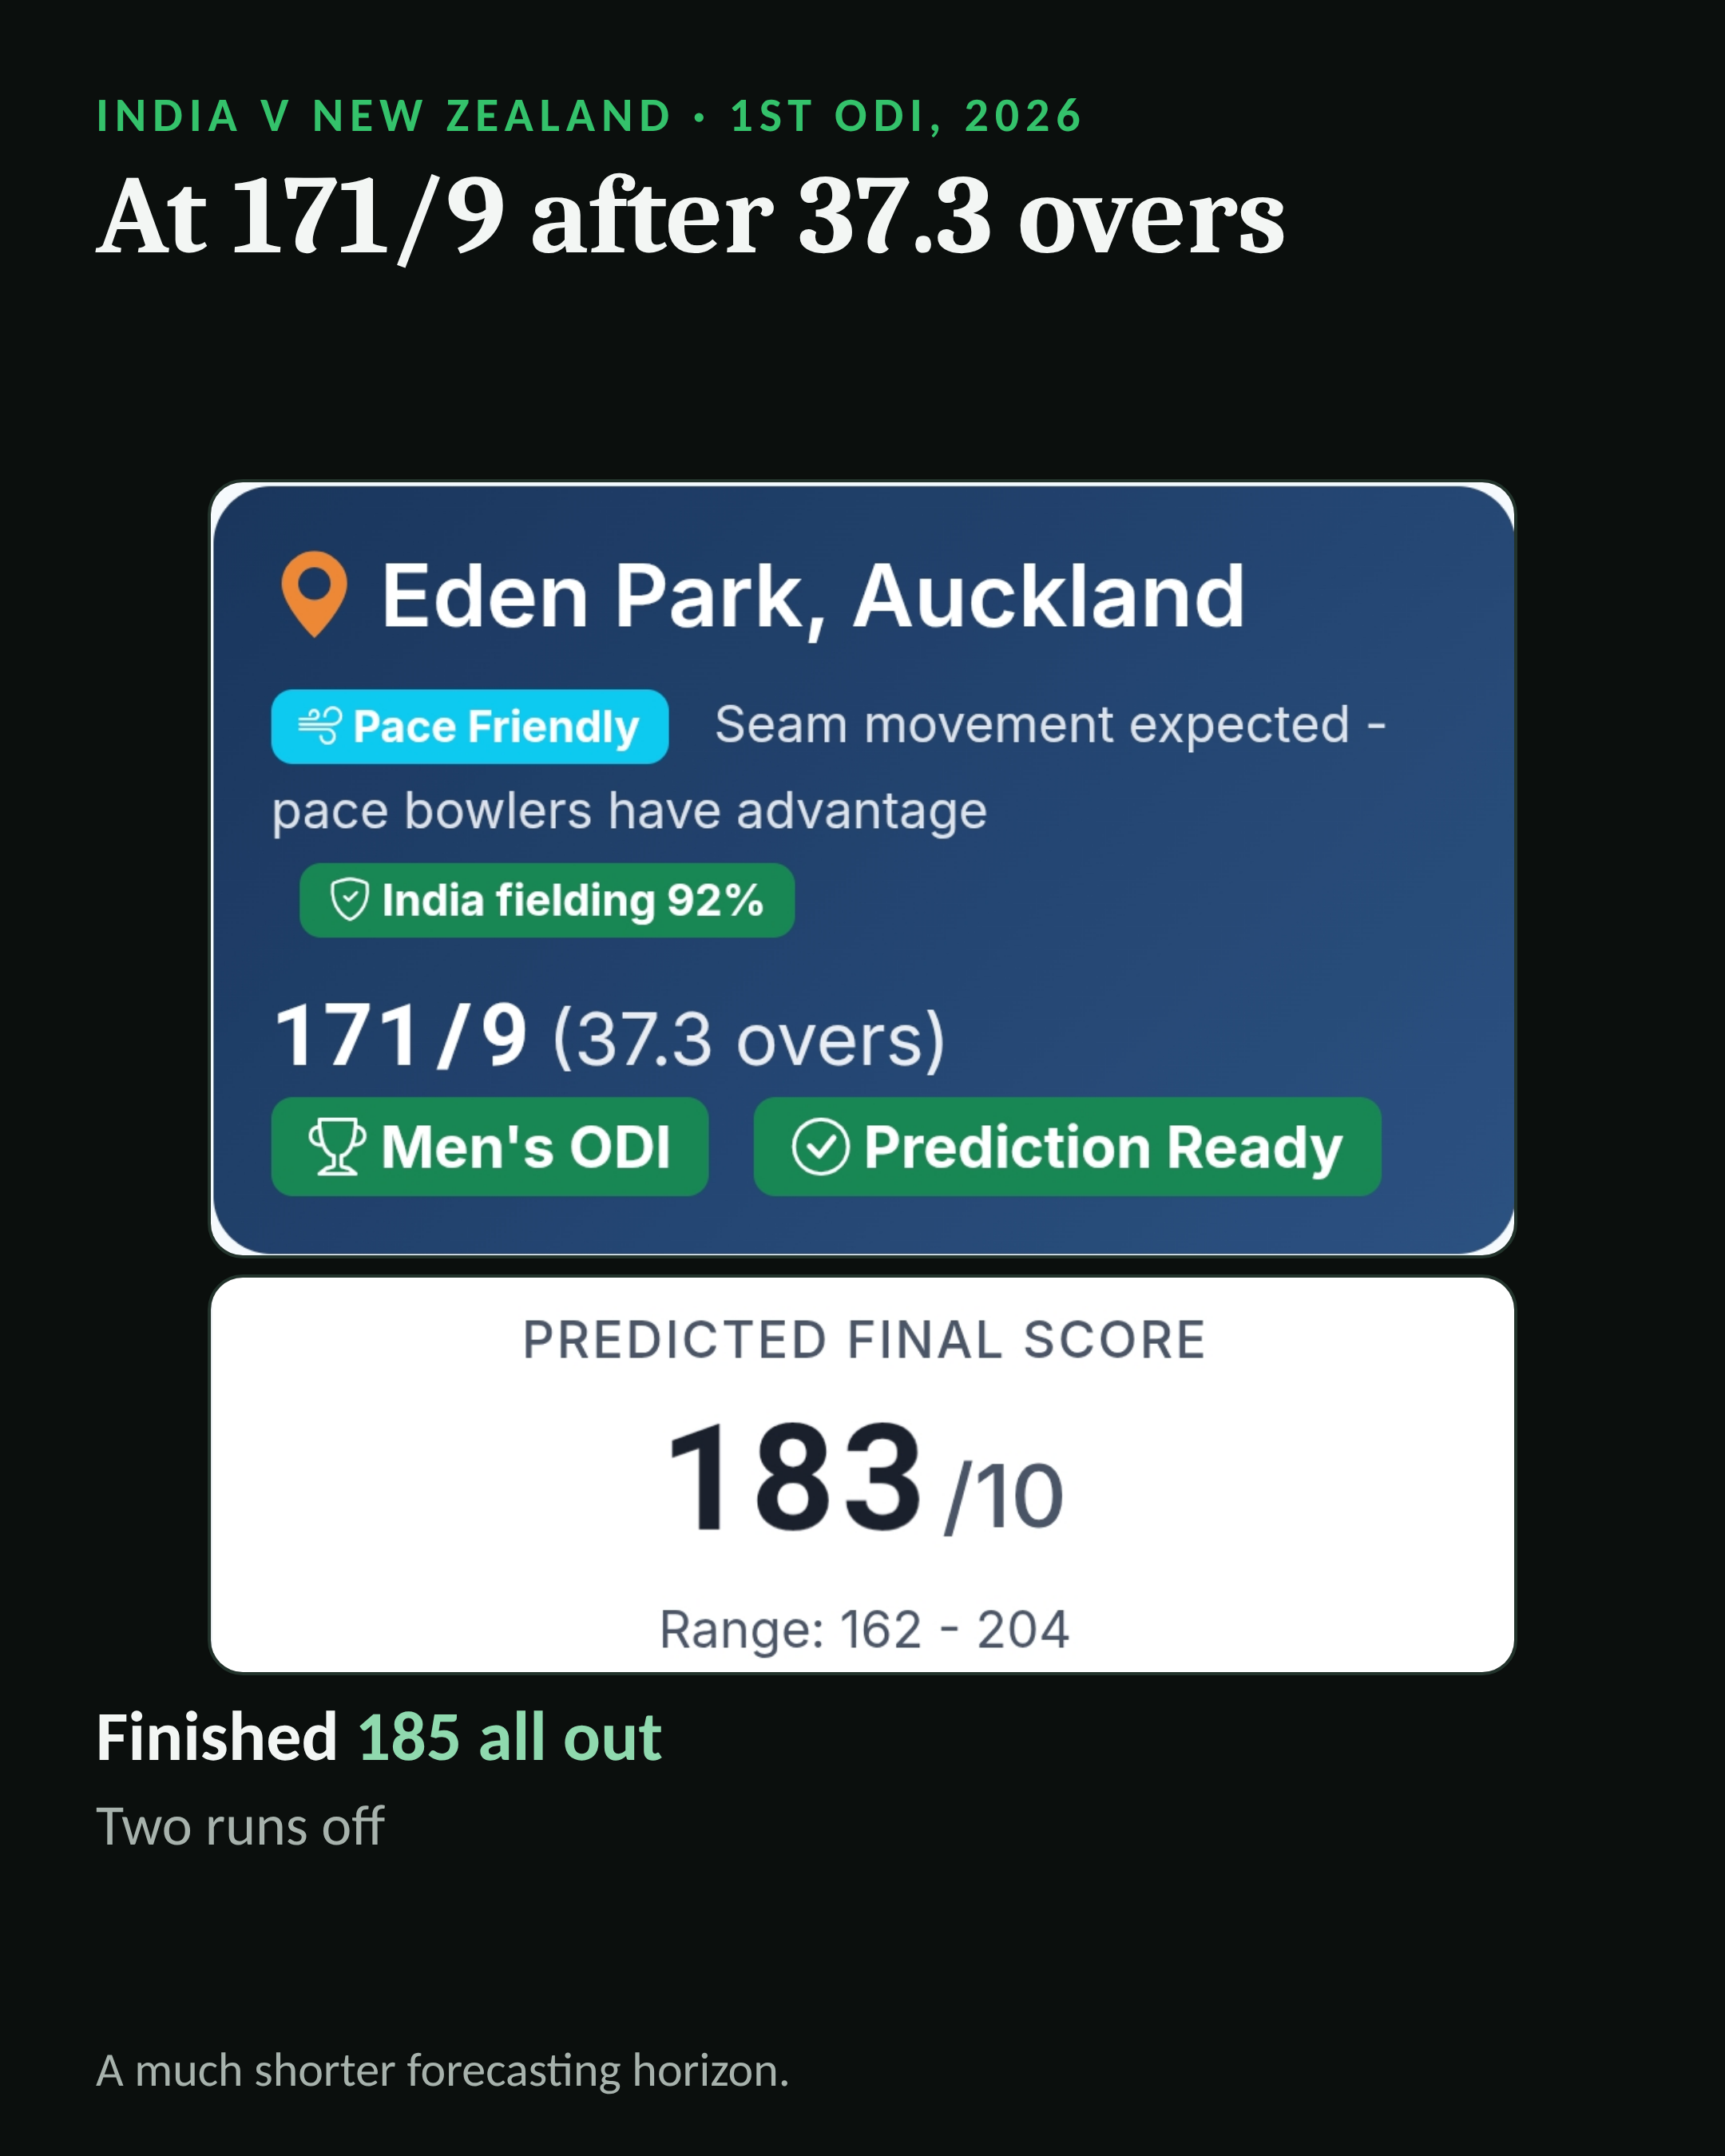 INDIA V NEW ZEALAND · 1ST ODI, 2026
At 171/9 after 37.3 overs
Eden Park, Auckland
Pace Friendly Seam movement expected -
pace bowlers have advantage
India fielding 92%
171/9 (37.3 overs)
Men's ODI Prediction Ready
PREDICTED FINAL SCORE
183/10
Range: 162 - 204
Finished 185 all out
Two runs off
A much shorter forecasting horizon.